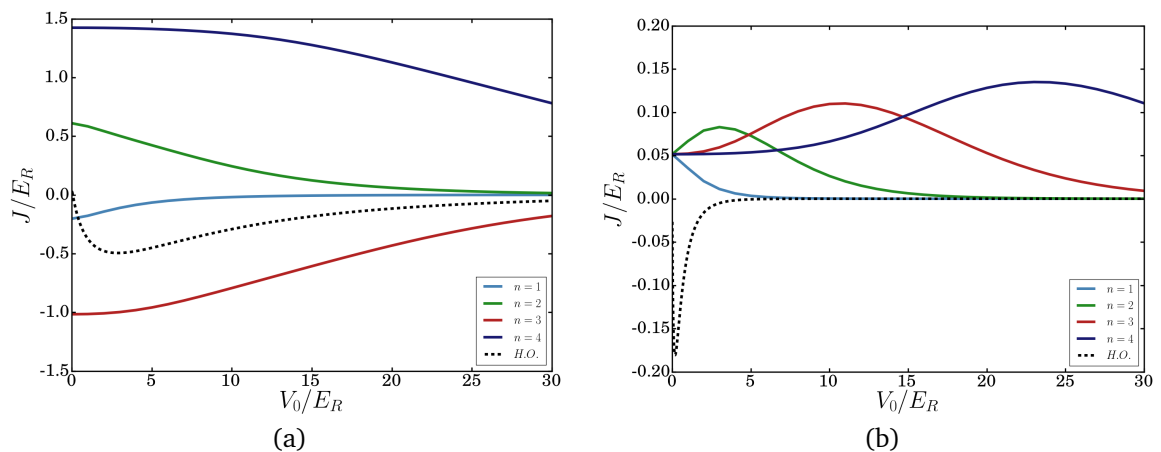 1.5
1.0
0.5
0.0
-0.5
-1.0
-1.5
J/E_R
0
5
10
15
20
25
30
V_0/E_R
n = 1
n = 2
n = 3
n = 4
H.O.
(a)
0.20
0.15
0.10
0.05
0.00
-0.05
-0.10
-0.15
-0.20
J/E_R
0
5
10
15
20
25
30
V_0/E_R
n = 1
n = 2
n = 3
n = 4
H.O.
(b)